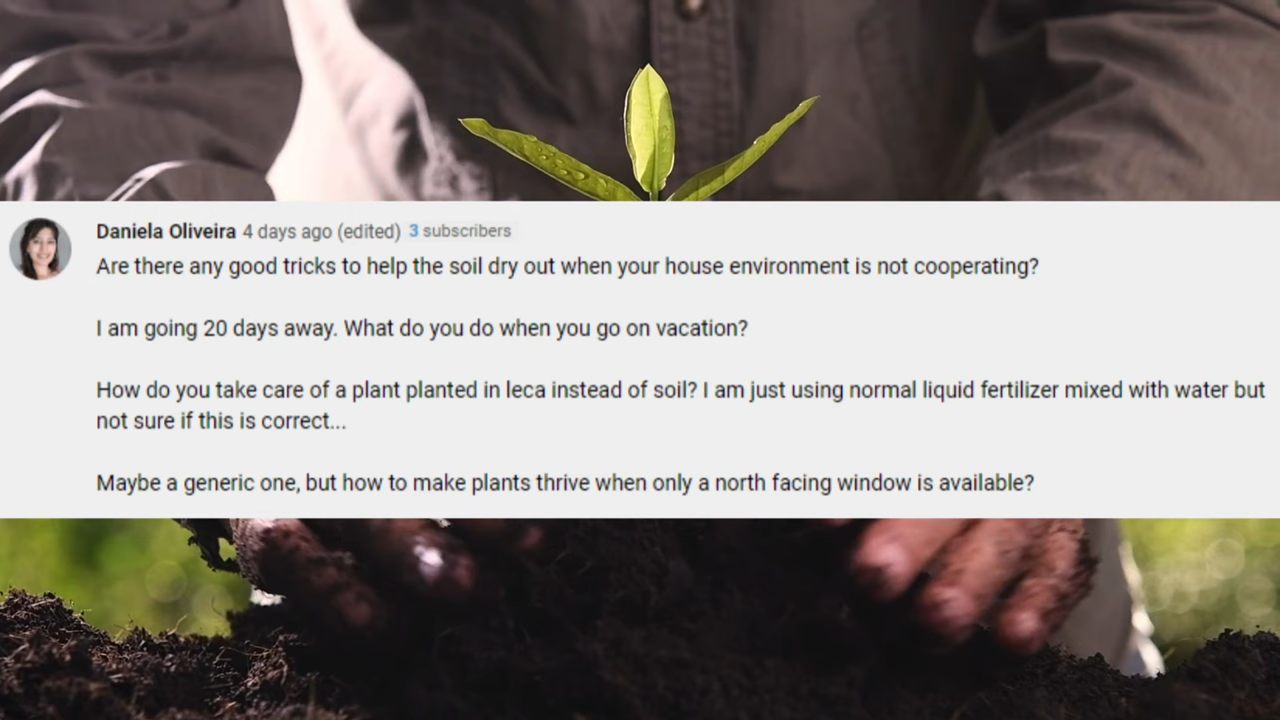 Daniela Oliveira 4 days ago (edited) 3 subscribers
Are there any good tricks to help the soil dry out when your house environment is not cooperating?
I am going 20 days away. What do you do when you go on vacation?
How do you take care of a plant planted in leca instead of soil? I am just using normal liquid fertilizer mixed with water but
not sure if this is correct...
Maybe a generic one, but how to make plants thrive when only a north facing window is available?